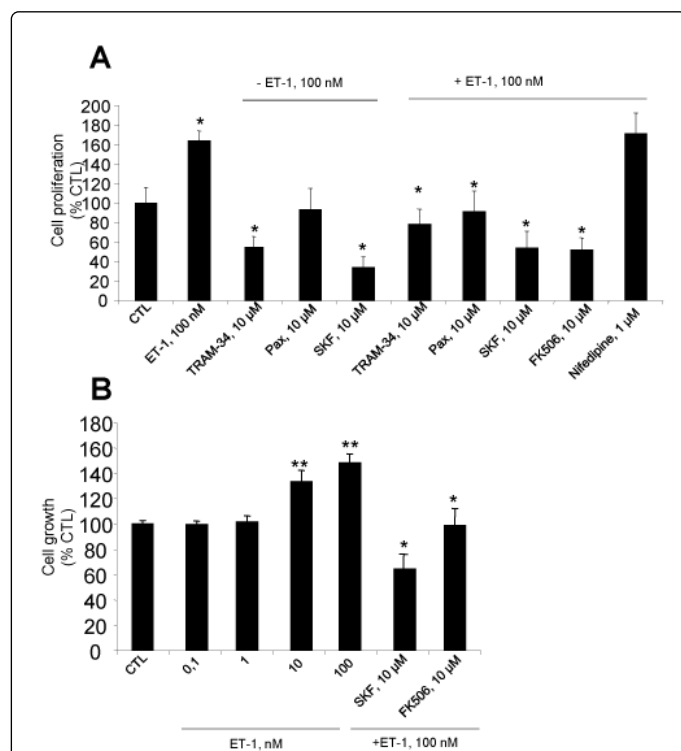 A
- ET-1, 100 nM
+ ET-1, 100 nM
Cell proliferation
(% CTL)
200
180
160
140
120
100
80
60
40
20
0
*
*
*
*
*
*
*
CTL
ET-1, 100 nM
TRAM-34, 10 µM
Pax, 10 µM
SKF, 10 µM
TRAM-34, 10 µM
Pax, 10 µM
SKF, 10 µM
FK506, 10 µM
Nifedipine, 1 µM
B
Cell growth
(% CTL)
180
160
140
120
100
80
60
40
20
0
**
**
*
*
CTL
0,1
1
10
100
SKF, 10 µM
FK506, 10 µM
ET-1, nM
+ET-1, 100 nM